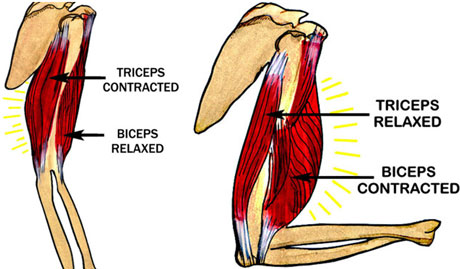 TRICEPS
CONTRACTED
BICEPS
RELAXED
TRICEPS
RELAXED
BICEPS
CONTRACTED